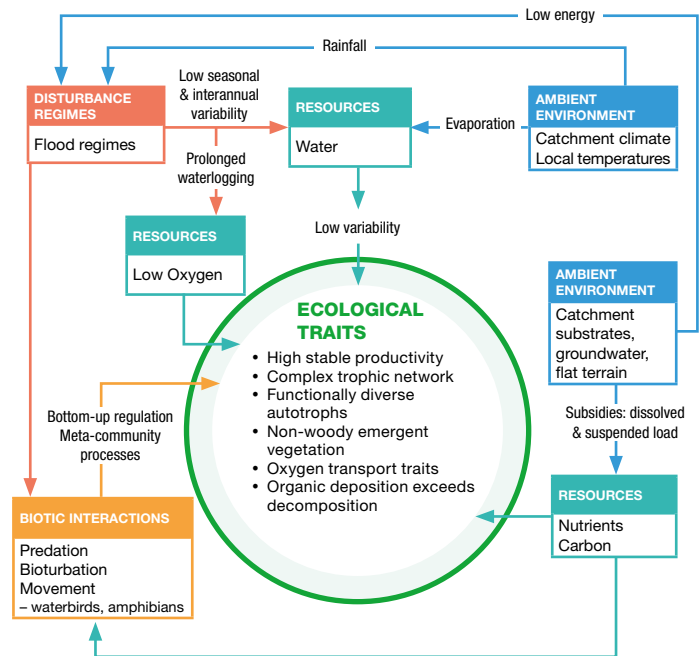 Low energy
Rainfall
DISTURBANCE
REGIMES
Flood regimes
Low seasonal
& interannual
variability
RESOURCES
Water
Evaporation
AMBIENT
ENVIRONMENT
Catchment climate
Local temperatures
Prolonged
waterlogging
RESOURCES
Low Oxygen
Low variability
AMBIENT
ENVIRONMENT
Catchment
substrates,
groundwater,
flat terrain
ECOLOGICAL
TRAITS
• High stable productivity
• Complex trophic network
• Functionally diverse
autotrophs
• Non-woody emergent
vegetation
• Oxygen transport traits
• Organic deposition exceeds
decomposition
Bottom-up regulation
Meta-community
processes
Subsidies: dissolved
& suspended load
RESOURCES
Nutrients
Carbon
BIOTIC INTERACTIONS
Predation
Bioturbation
Movement
– waterbirds, amphibians